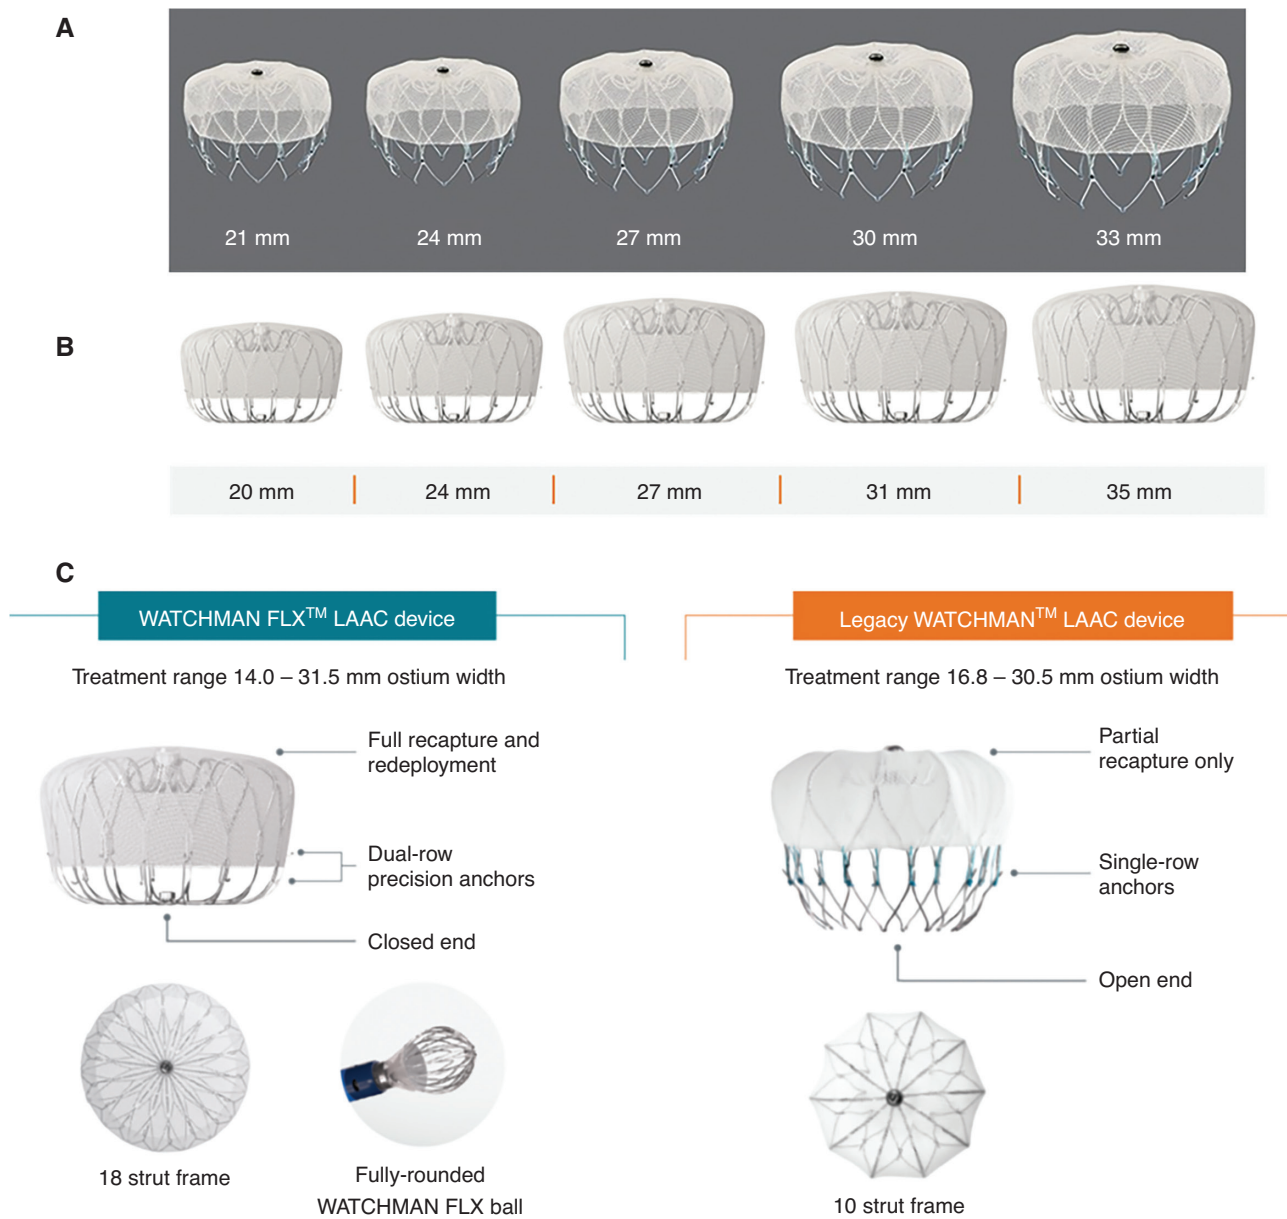 A
21 mm
24 mm
27 mm
30 mm
33 mm
B
20 mm
24 mm
27 mm
31 mm
35 mm
C
WATCHMAN FLX™ LAAC device
Treatment range 14.0 – 31.5 mm ostium width
Full recapture and
redeployment
Dual-row
precision anchors
Closed end
18 strut frame
Fully-rounded
WATCHMAN FLX ball
Legacy WATCHMAN™ LAAC device
Treatment range 16.8 – 30.5 mm ostium width
Partial
recapture only
Single-row
anchors
Open end
10 strut frame